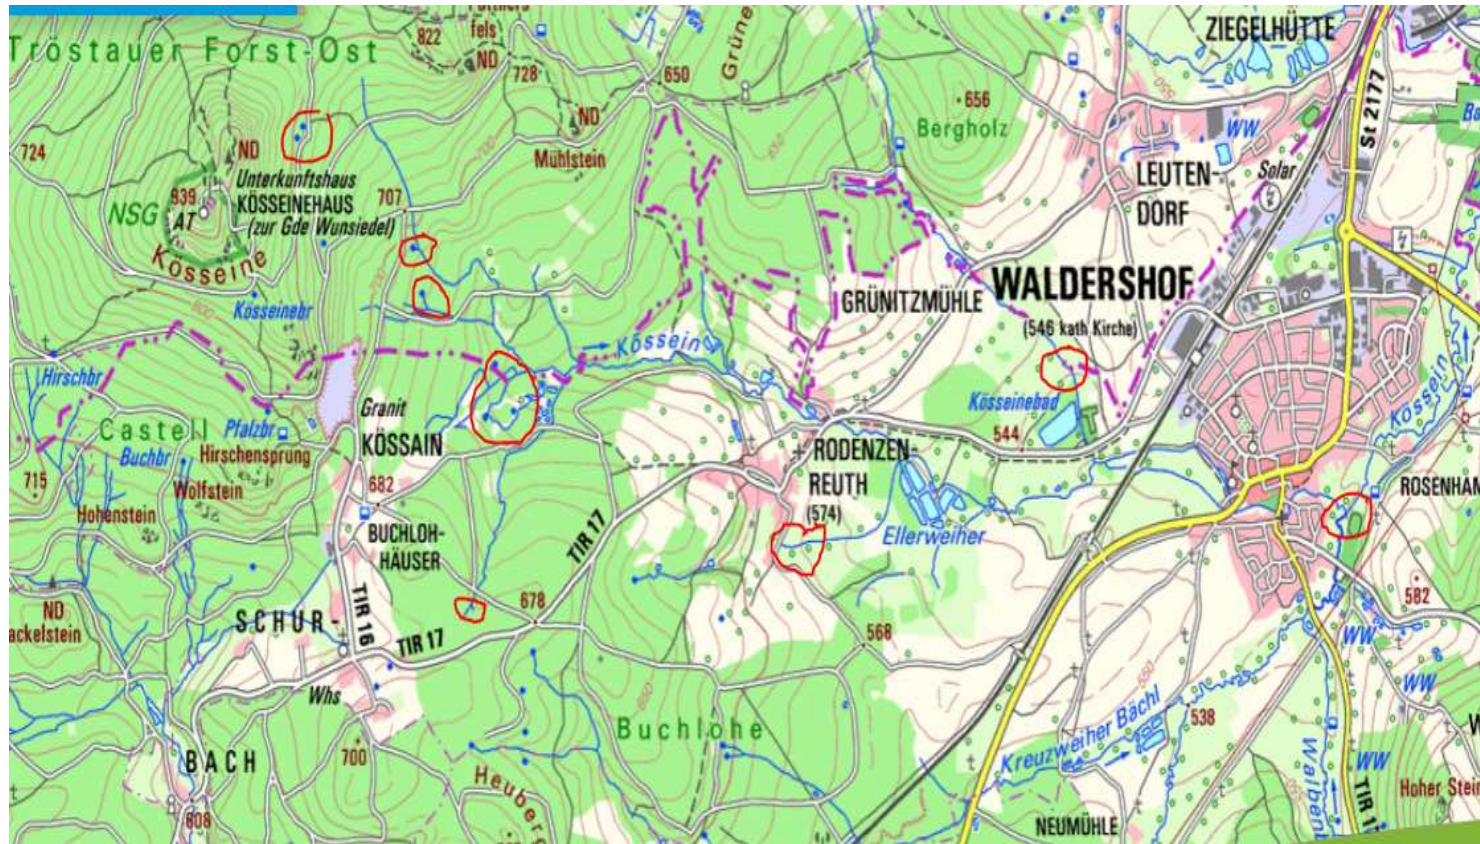 Tröstauer Forst-Ost
822
fels
ND
728
650
ND
Mühlstein
Grüne
656
Bergholz
ZIEGELHÜTTE
St 2177
WW
LEUTEN-
DORF
Solar
550
724
ND
Unterkunftshaus
KÖSSEINEHAUS
(zur Gde Wunsiedel)
939
AT
NSG
Kösseine
707
Kösseinebr
Hirschbr
Castell
Pfalzbr
Buchbr
Hirschensprung
Wolfstein
Hohenstein
715
Granit
KÖSSAIN
682
BUCHLOH-
HÄUSER
Kössein
GRÜNITZMÜHLE
WALDERSHOF
(546 kath Kirche)
Kösseinebad
544
Kössein
RODENZEN-
REUTH
(574)
Ellerweiher
ROSENHAM
582
ND
ackelstein
SCHUR-
TIR 16
TIR 17
TIR 17
678
568
Whs
700
BACH
608
Buchlohe
Heuberg
Kreuzweiher Bächl
538
WW
WW
WW
TIR 1
Hoher Stein
NEUMÜHLE